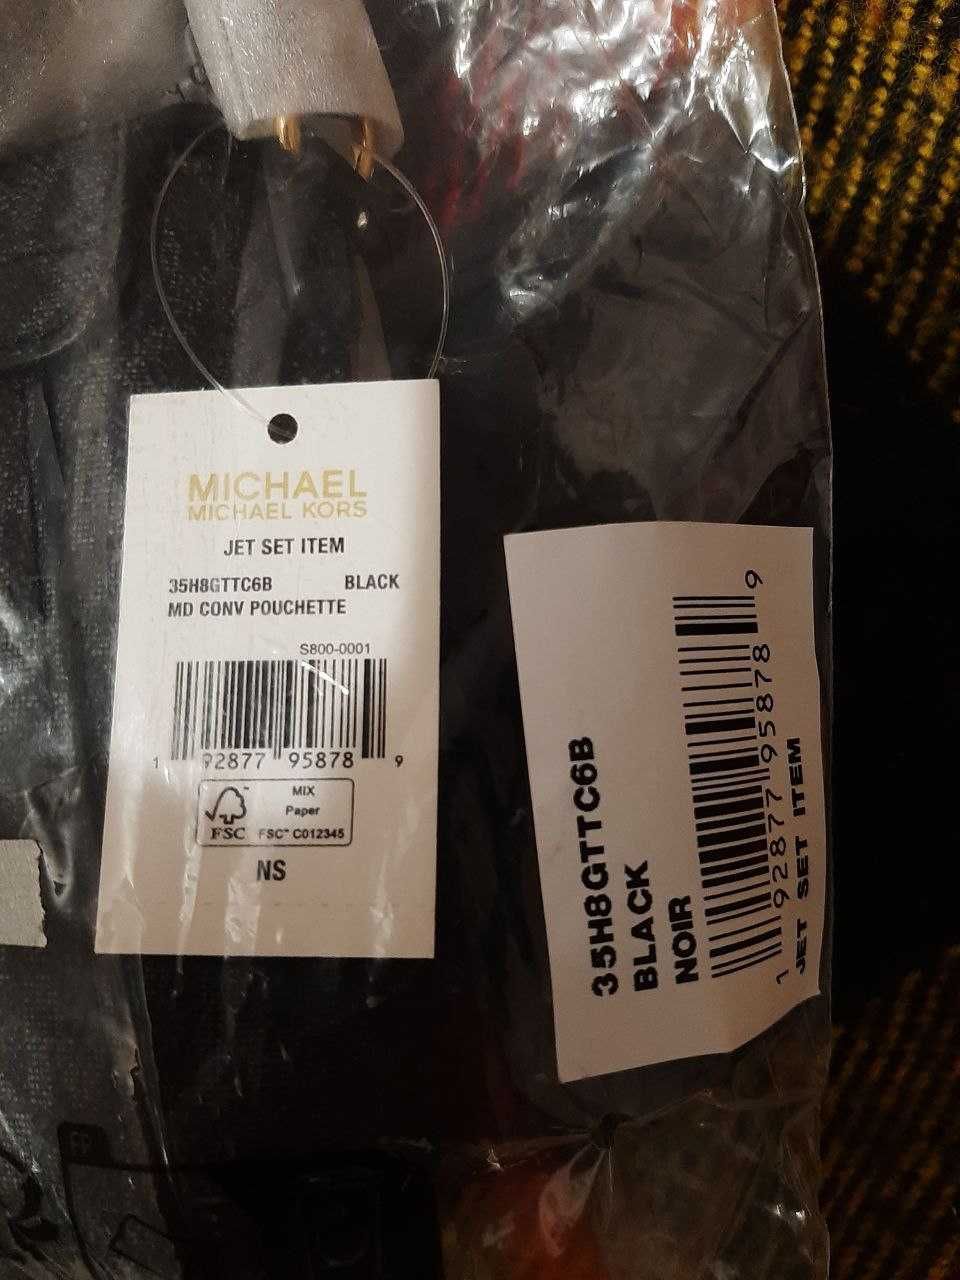 MICHAEL
MICHAEL KORS
JET SET ITEM
35H8GTTC6B BLACK
MD CONV POUCHETTE
S800-0001
1 92877 95878 9
MIX
Paper
FSC FSC™ C012345
NS
35H8GTTC6B
BLACK
NOIR
1 92877 95878 9
JET SET ITEM